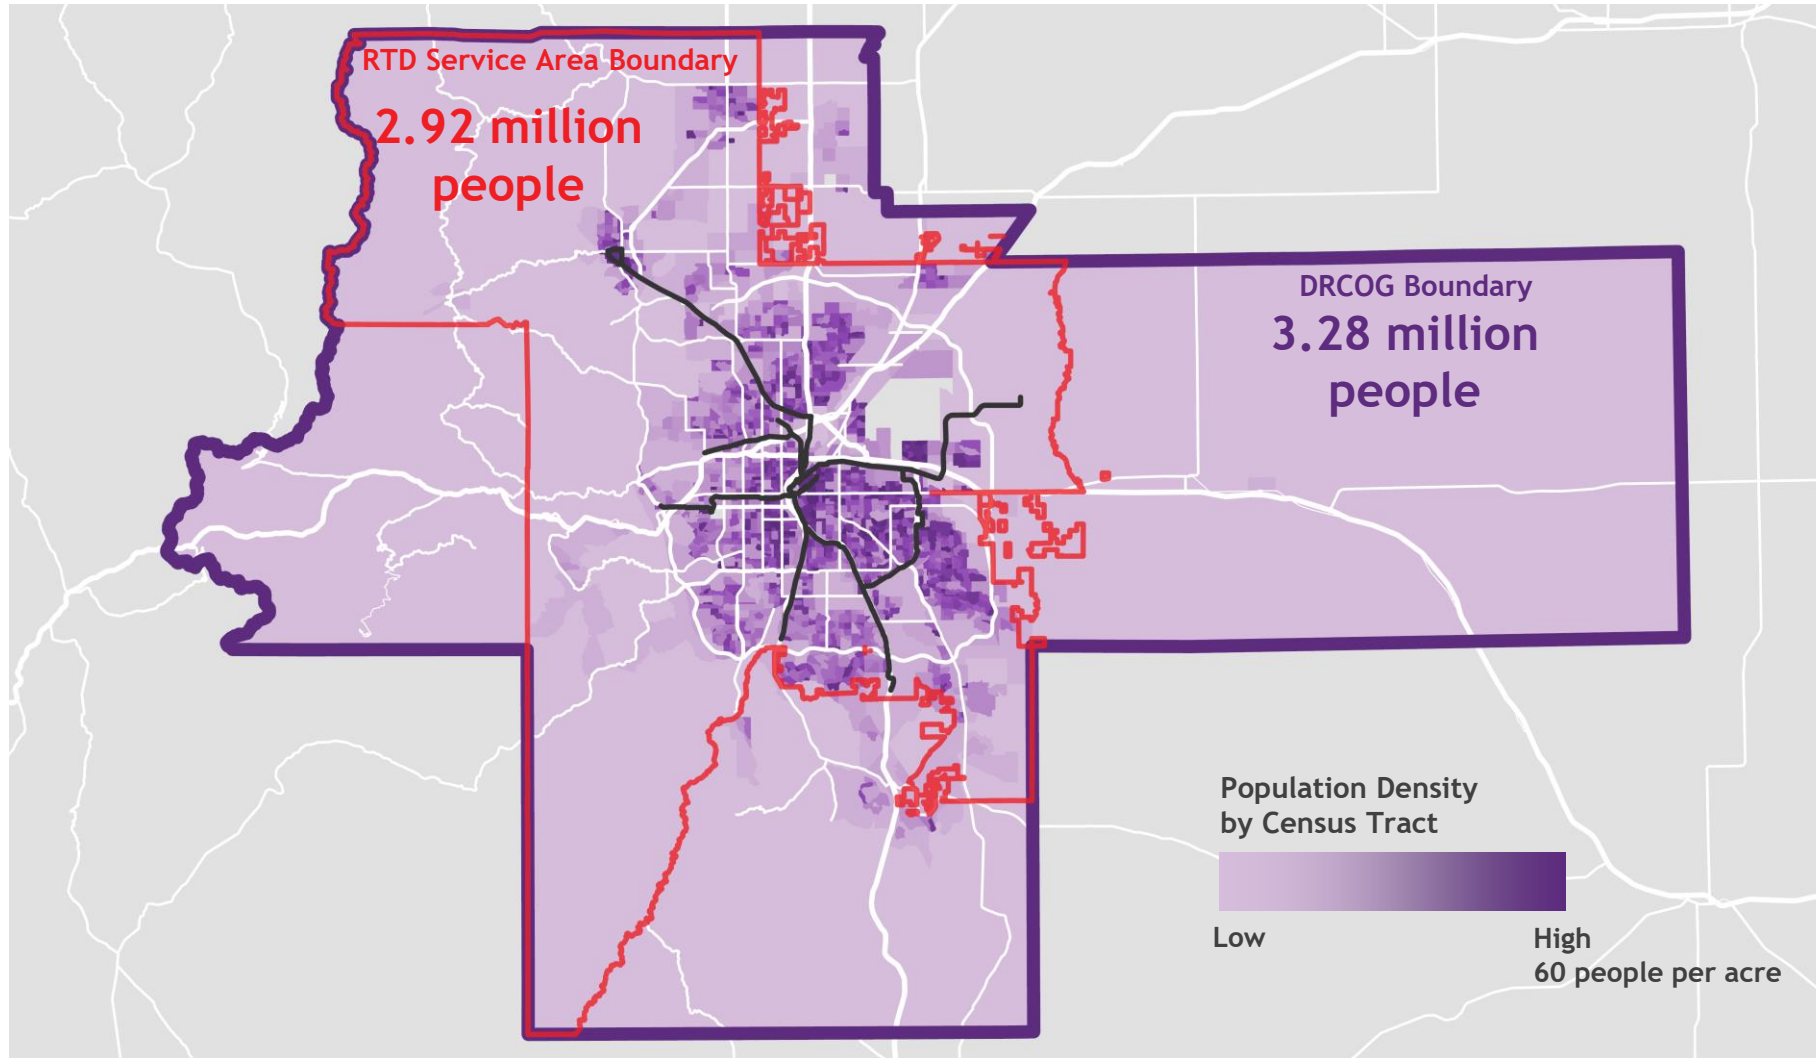 RTD Service Area Boundary
2.92 million
people
DRCOG Boundary
3.28 million
people
Population Density
by Census Tract
Low
High
60 people per acre